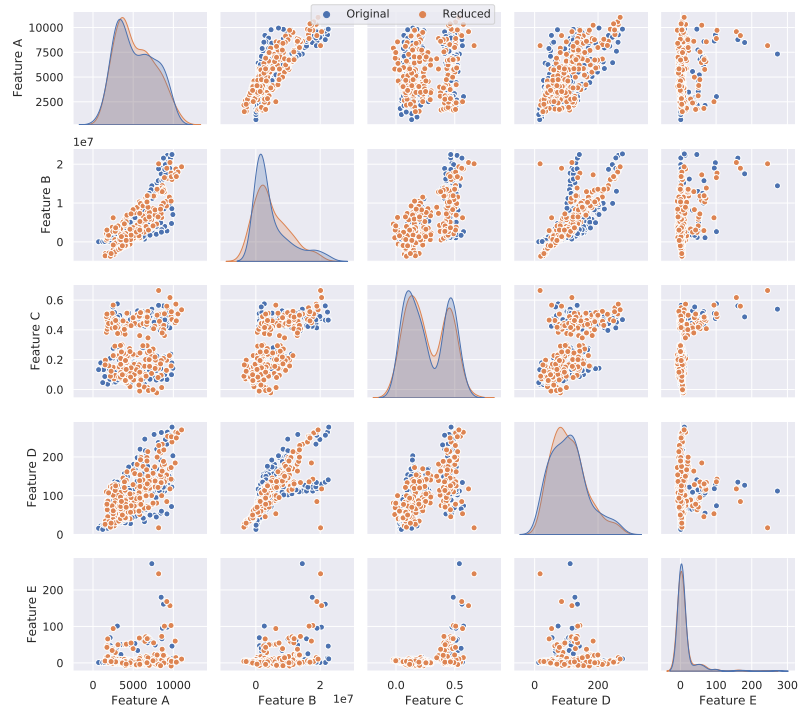 Original Reduced
10000
7500
5000
2500
Feature A
1e7
2
1
0
Feature B
0.6
0.4
0.2
0.0
Feature C
200
100
0
Feature D
200
100
0
Feature E
0 5000 10000
Feature A
0 2
1e7
Feature B
0.0 0.5
Feature C
0 200
Feature D
0 100 200 300
Feature E